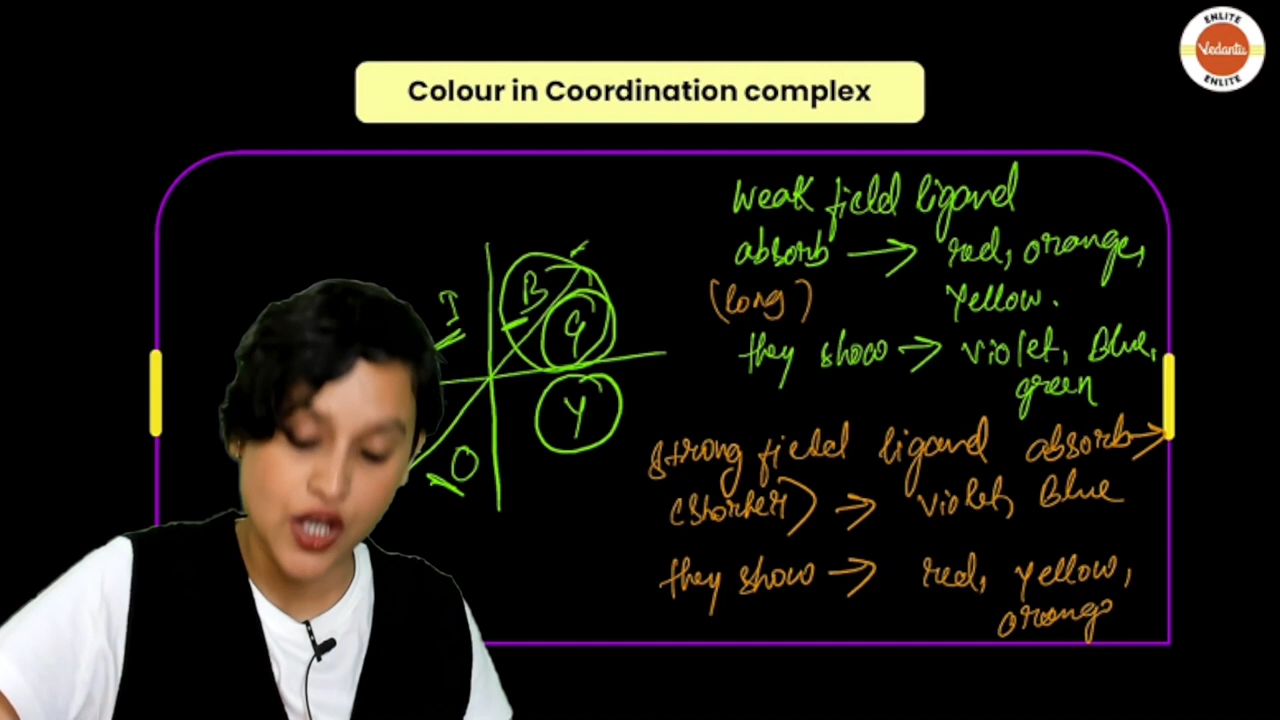 ENLITE
Vedantu
ENLITE
Colour in Coordination complex
Weak field ligand
absorb → red, orange,
(long) Yellow.
they show → violet, Blue,
green
I
B
G
Y
O
strong field ligand absorb →
(shorter) → violet, Blue
they show → red, yellow,
orange